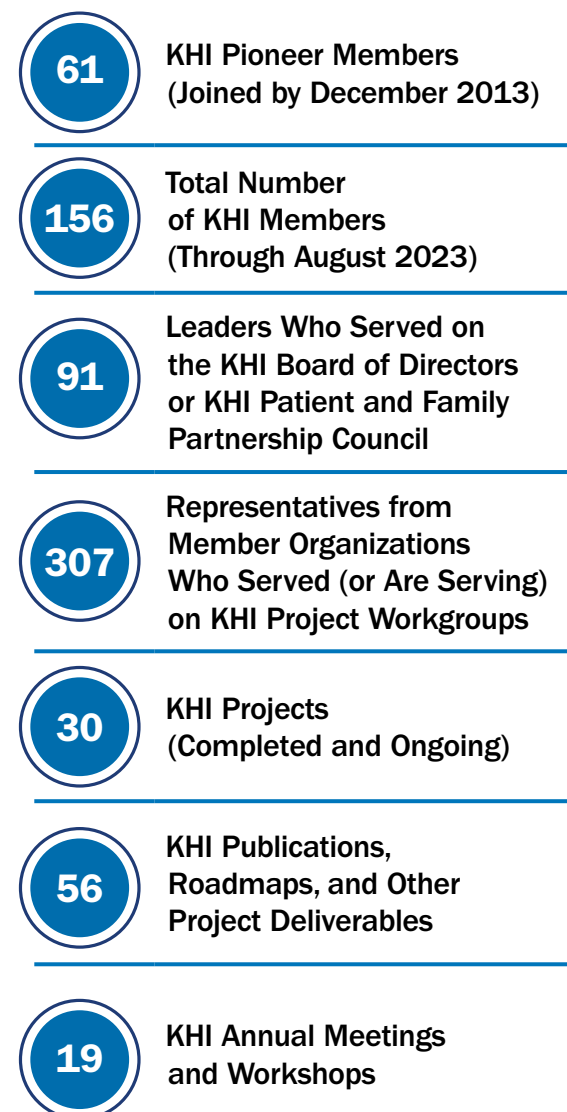 61
KHI Pioneer Members
(Joined by December 2013)
156
Total Number
of KHI Members
(Through August 2023)
91
Leaders Who Served on
the KHI Board of Directors
or KHI Patient and Family
Partnership Council
307
Representatives from
Member Organizations
Who Served (or Are Serving)
on KHI Project Workgroups
30
KHI Projects
(Completed and Ongoing)
56
KHI Publications,
Roadmaps, and Other
Project Deliverables
19
KHI Annual Meetings
and Workshops